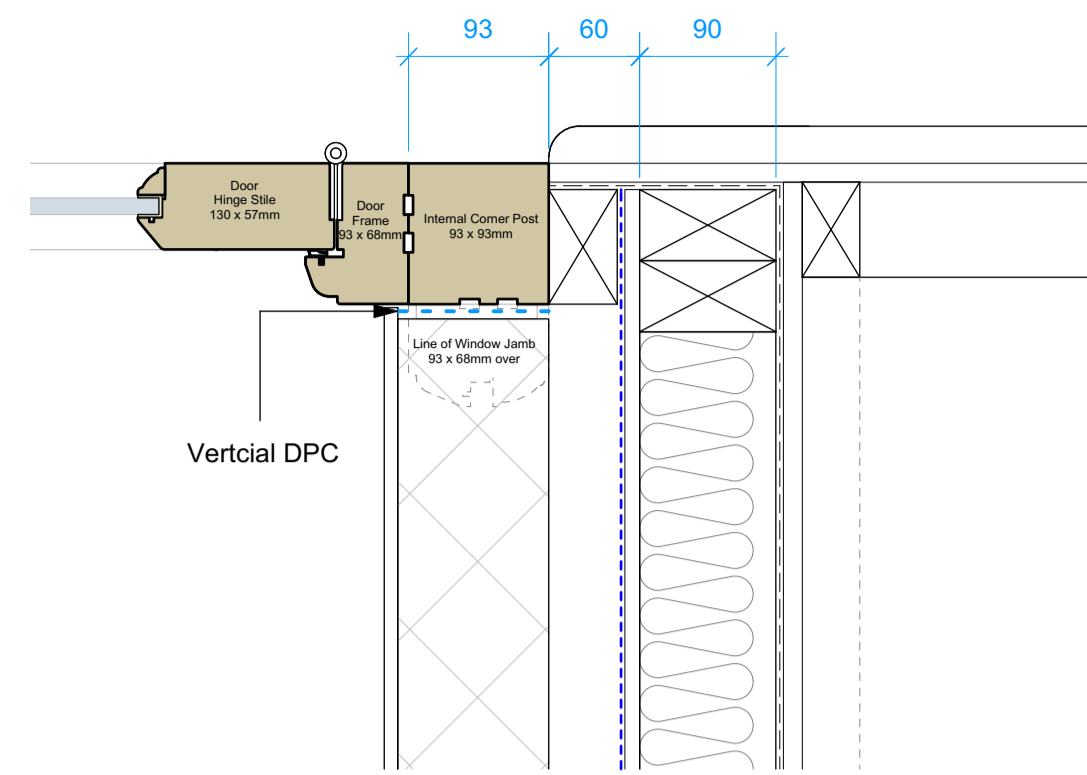 93
60
90
Door
Hinge Stile
130 x 57mm
Door
Frame
93 x 68mm
Internal Corner Post
93 x 93mm
Line of Window Jamb
93 x 68mm over
Vertcial DPC